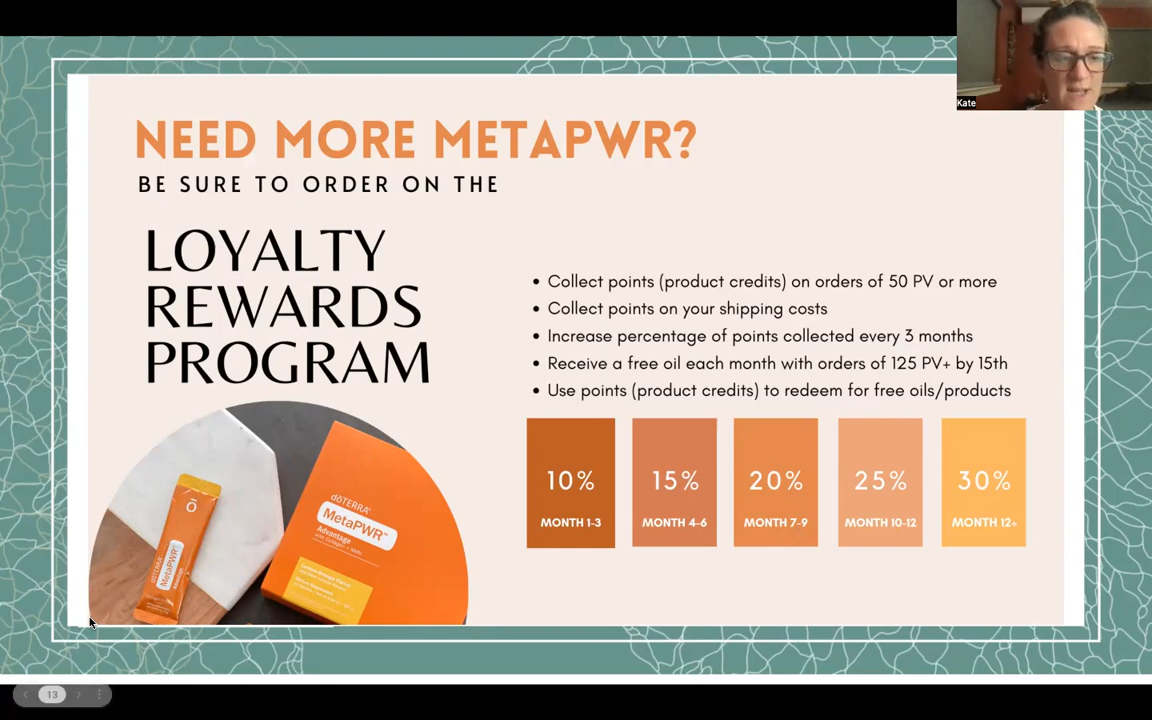 Kate
NEED MORE METAPWR?
BE SURE TO ORDER ON THE
LOYALTY
REWARDS
PROGRAM
• Collect points (product credits) on orders of 50 PV or more
• Collect points on your shipping costs
• Increase percentage of points collected every 3 months
• Receive a free oil each month with orders of 125 PV+ by 15th
• Use points (product credits) to redeem for free oils/products
10%
MONTH 1-3
15%
MONTH 4-6
20%
MONTH 7-9
25%
MONTH 10-12
30%
MONTH 12+
dōTERRA
MetaPWR™
Advantage
ō
dōTERRA
MetaPWR
13